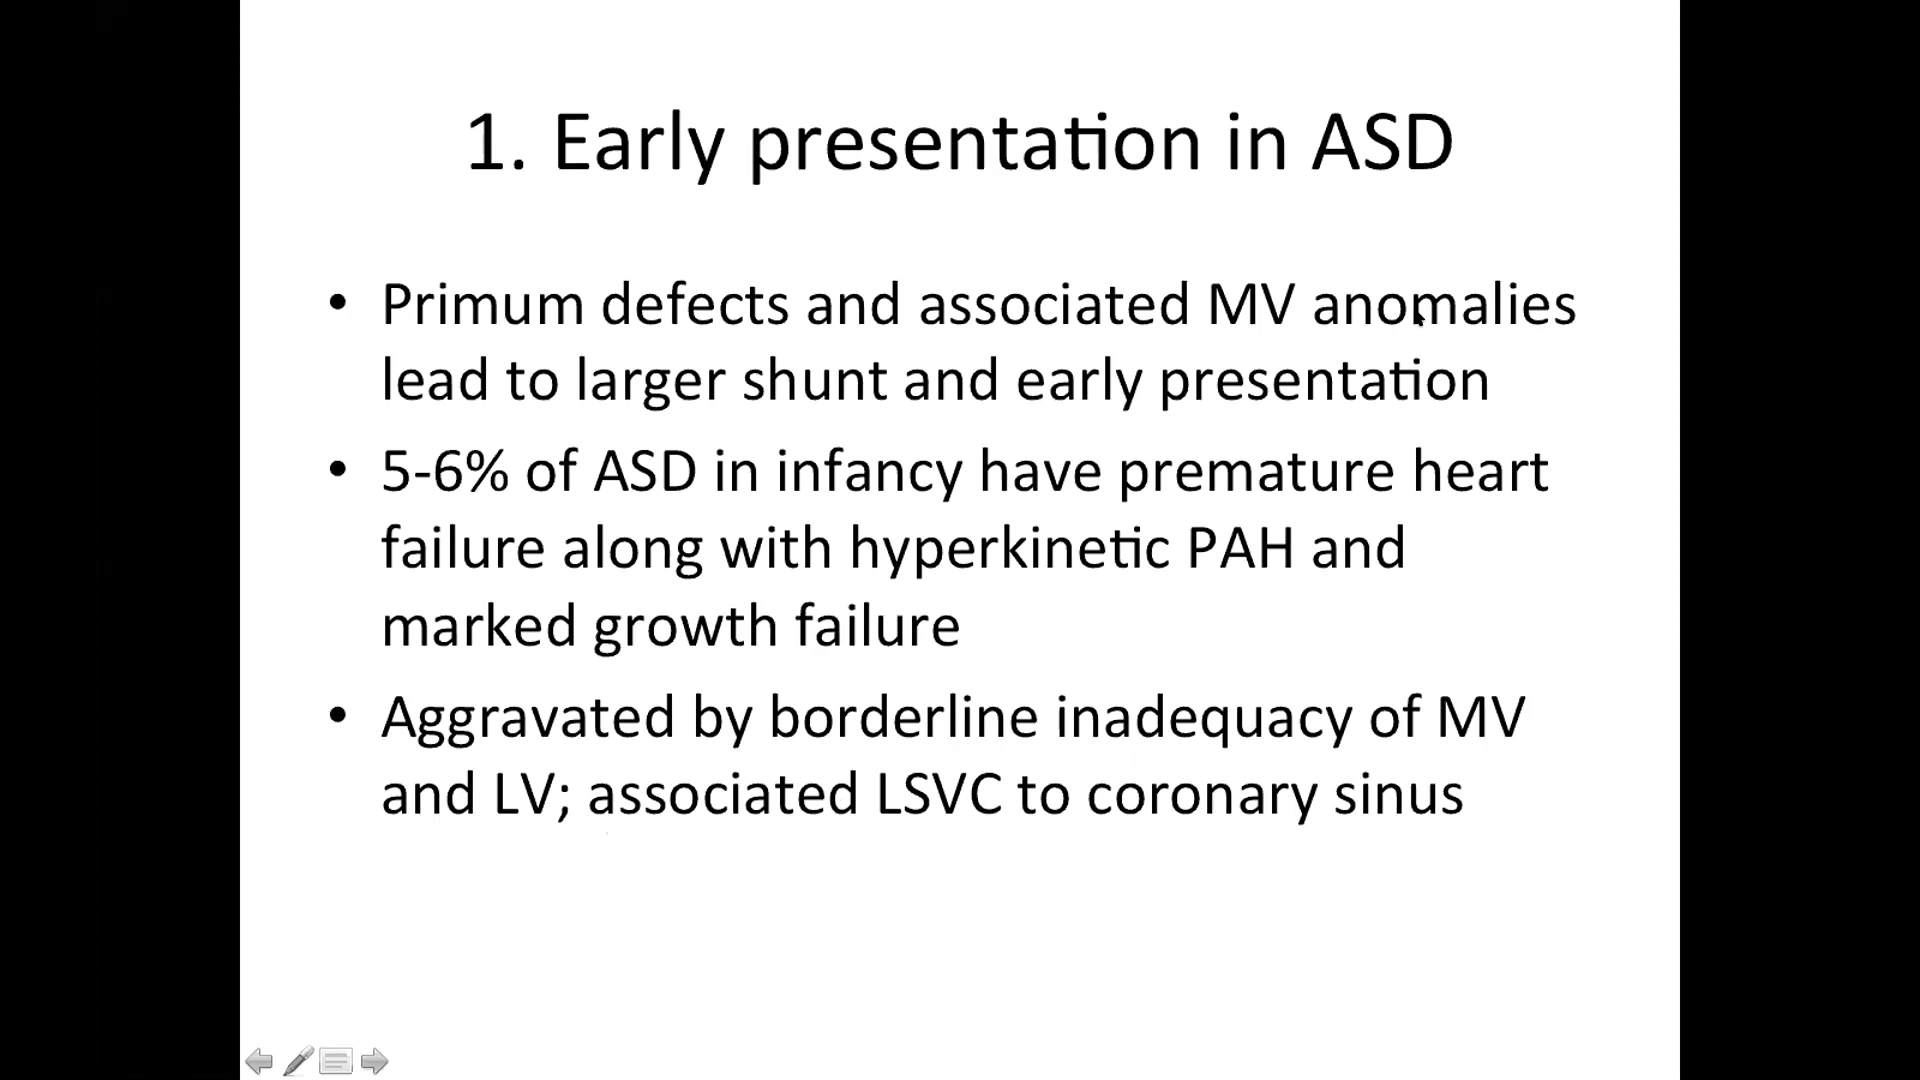 1. Early presentation in ASD
• Primum defects and associated MV anomalies
lead to larger shunt and early presentation
• 5-6% of ASD in infancy have premature heart
failure along with hyperkinetic PAH and
marked growth failure
• Aggravated by borderline inadequacy of MV
and LV; associated LSVC to coronary sinus